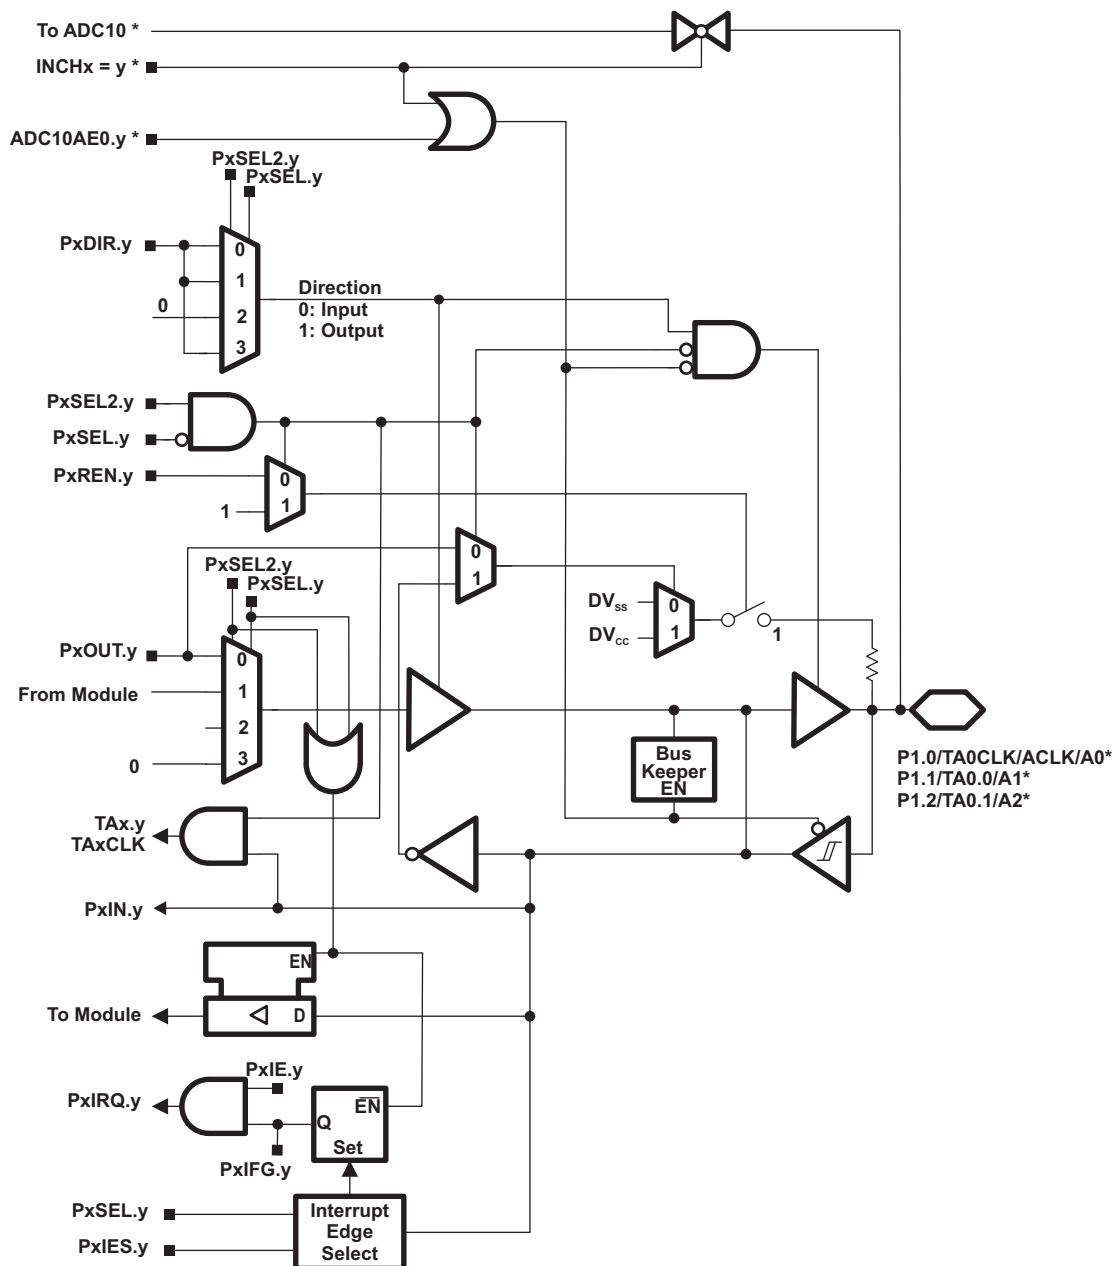 To ADC10 *
INCHx = y *
ADC10AE0.y *
PxSEL2.y
PxSEL.y
PxDIR.y
0
1
0
2
3
Direction
0: Input
1: Output
PxSEL2.y
PxSEL.y
PxREN.y
0
1
1
0
1
PxSEL2.y
PxSEL.y
DVSS
0
DVCC
1
1
PxOUT.y
0
From Module
1
2
0
3
Bus
Keeper
EN
P1.0/TA0CLK/ACLK/A0*
P1.1/TA0.0/A1*
P1.2/TA0.1/A2*
TAx.y
TAxCLK
PxIN.y
EN
To Module
D
PxIE.y
PxIRQ.y
EN
Q
Set
PxIFG.y
PxSEL.y
PxIES.y
Interrupt
Edge
Select